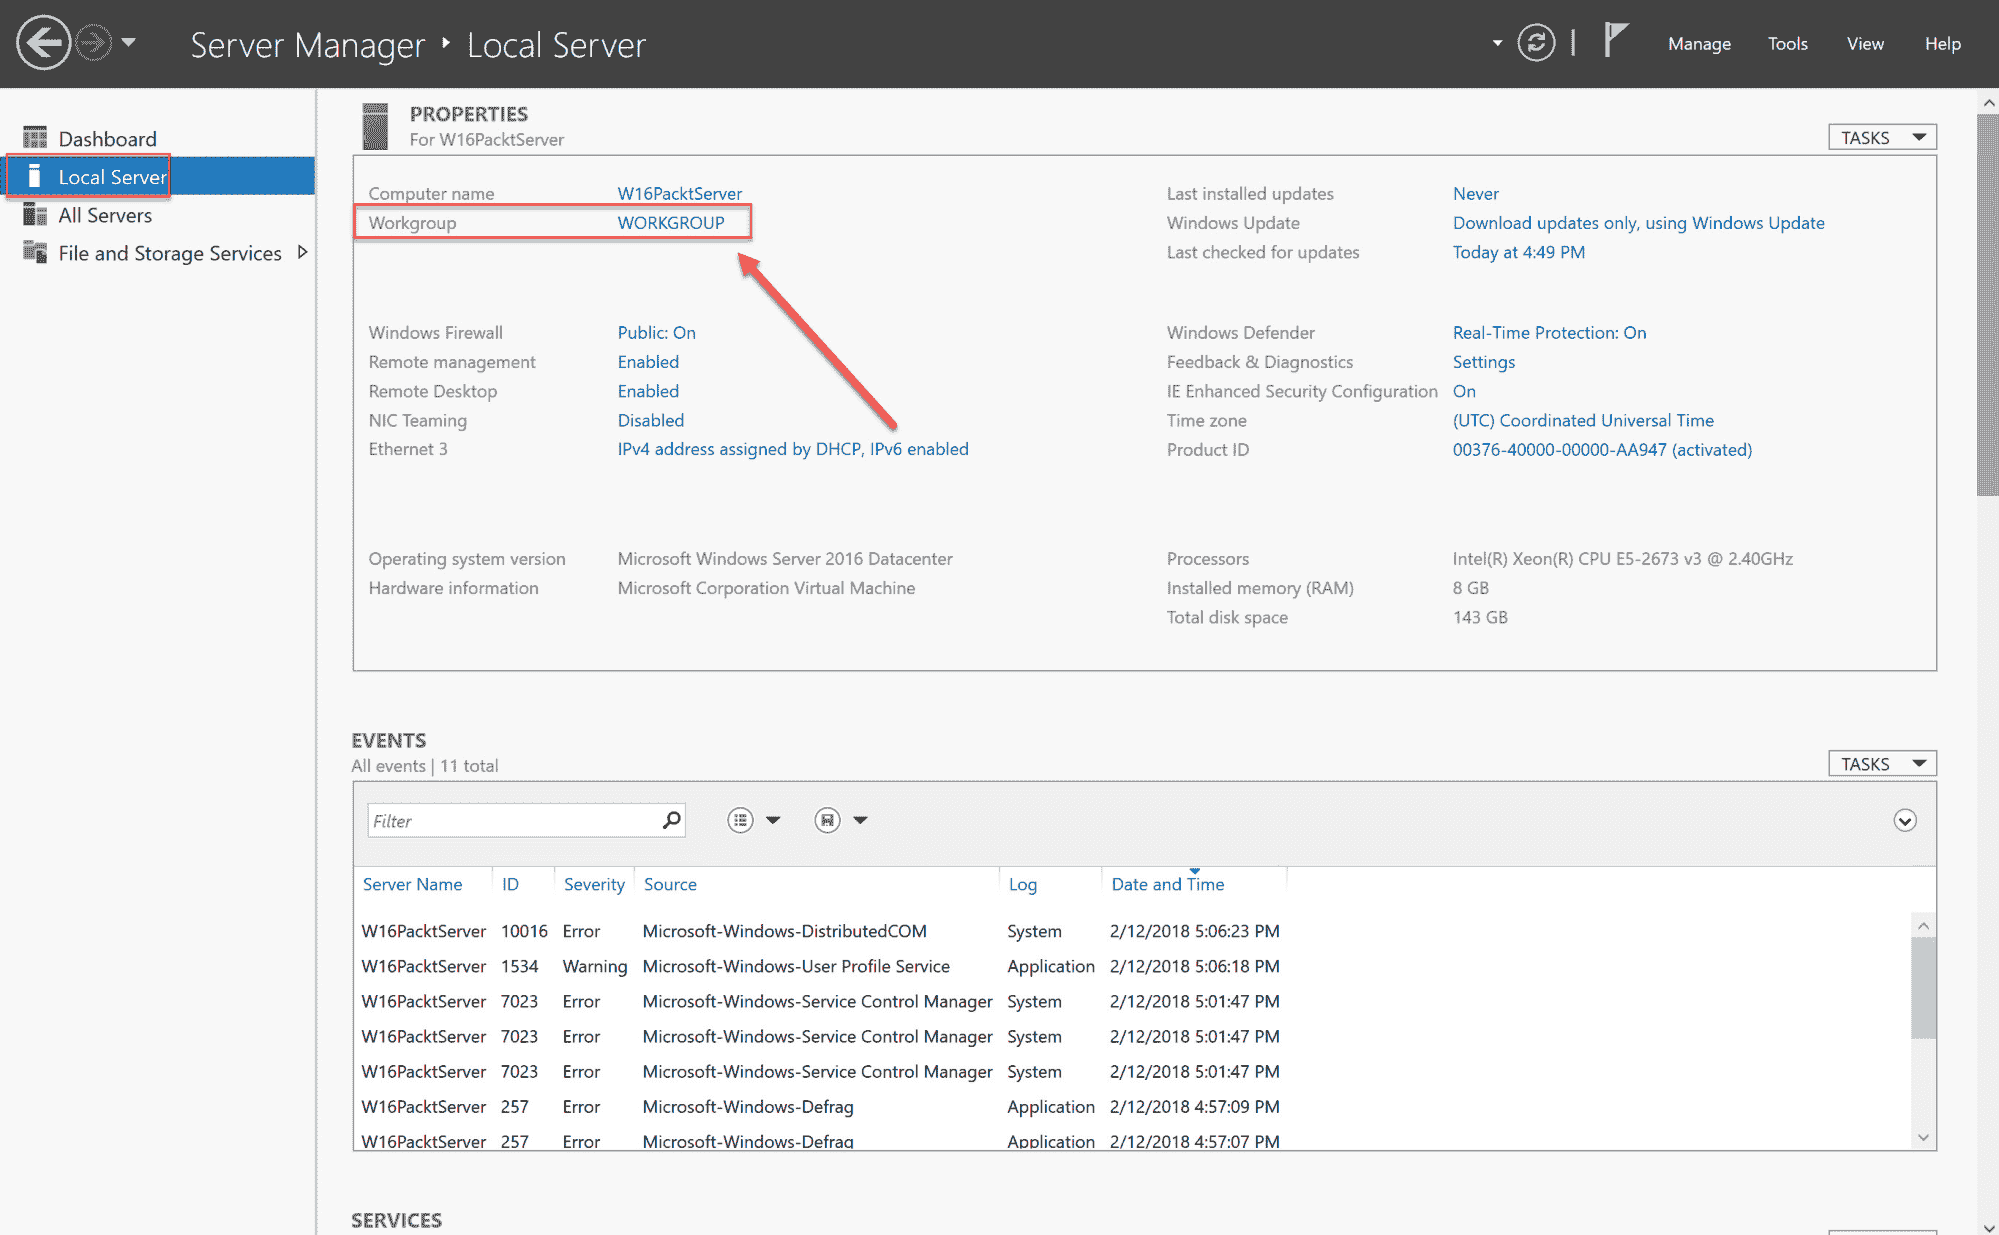 Server Manager ‣ Local Server
Manage Tools View Help
Dashboard
Local Server
All Servers
File and Storage Services
PROPERTIES
For W16PacktServer
TASKS
Computer name W16PacktServer
Workgroup WORKGROUP
Last installed updates Never
Windows Update Download updates only, using Windows Update
Last checked for updates Today at 4:49 PM
Windows Firewall Public: On
Remote management Enabled
Remote Desktop Enabled
NIC Teaming Disabled
Ethernet 3 IPv4 address assigned by DHCP, IPv6 enabled
Windows Defender Real-Time Protection: On
Feedback & Diagnostics Settings
IE Enhanced Security Configuration On
Time zone (UTC) Coordinated Universal Time
Product ID 00376-40000-00000-AA947 (activated)
Operating system version Microsoft Windows Server 2016 Datacenter
Hardware information Microsoft Corporation Virtual Machine
Processors Intel(R) Xeon(R) CPU E5-2673 v3 @ 2.40GHz
Installed memory (RAM) 8 GB
Total disk space 143 GB
EVENTS
All events | 11 total
TASKS
Filter
Server Name ID Severity Source Log Date and Time
W16PacktServer 10016 Error Microsoft-Windows-DistributedCOM System 2/12/2018 5:06:23 PM
W16PacktServer 1534 Warning Microsoft-Windows-User Profile Service Application 2/12/2018 5:06:18 PM
W16PacktServer 7023 Error Microsoft-Windows-Service Control Manager System 2/12/2018 5:01:47 PM
W16PacktServer 7023 Error Microsoft-Windows-Service Control Manager System 2/12/2018 5:01:47 PM
W16PacktServer 7023 Error Microsoft-Windows-Service Control Manager System 2/12/2018 5:01:47 PM
W16PacktServer 257 Error Microsoft-Windows-Defrag Application 2/12/2018 4:57:09 PM
W16PacktServer 257 Error Microsoft-Windows-Defrag Application 2/12/2018 4:57:07 PM
SERVICES